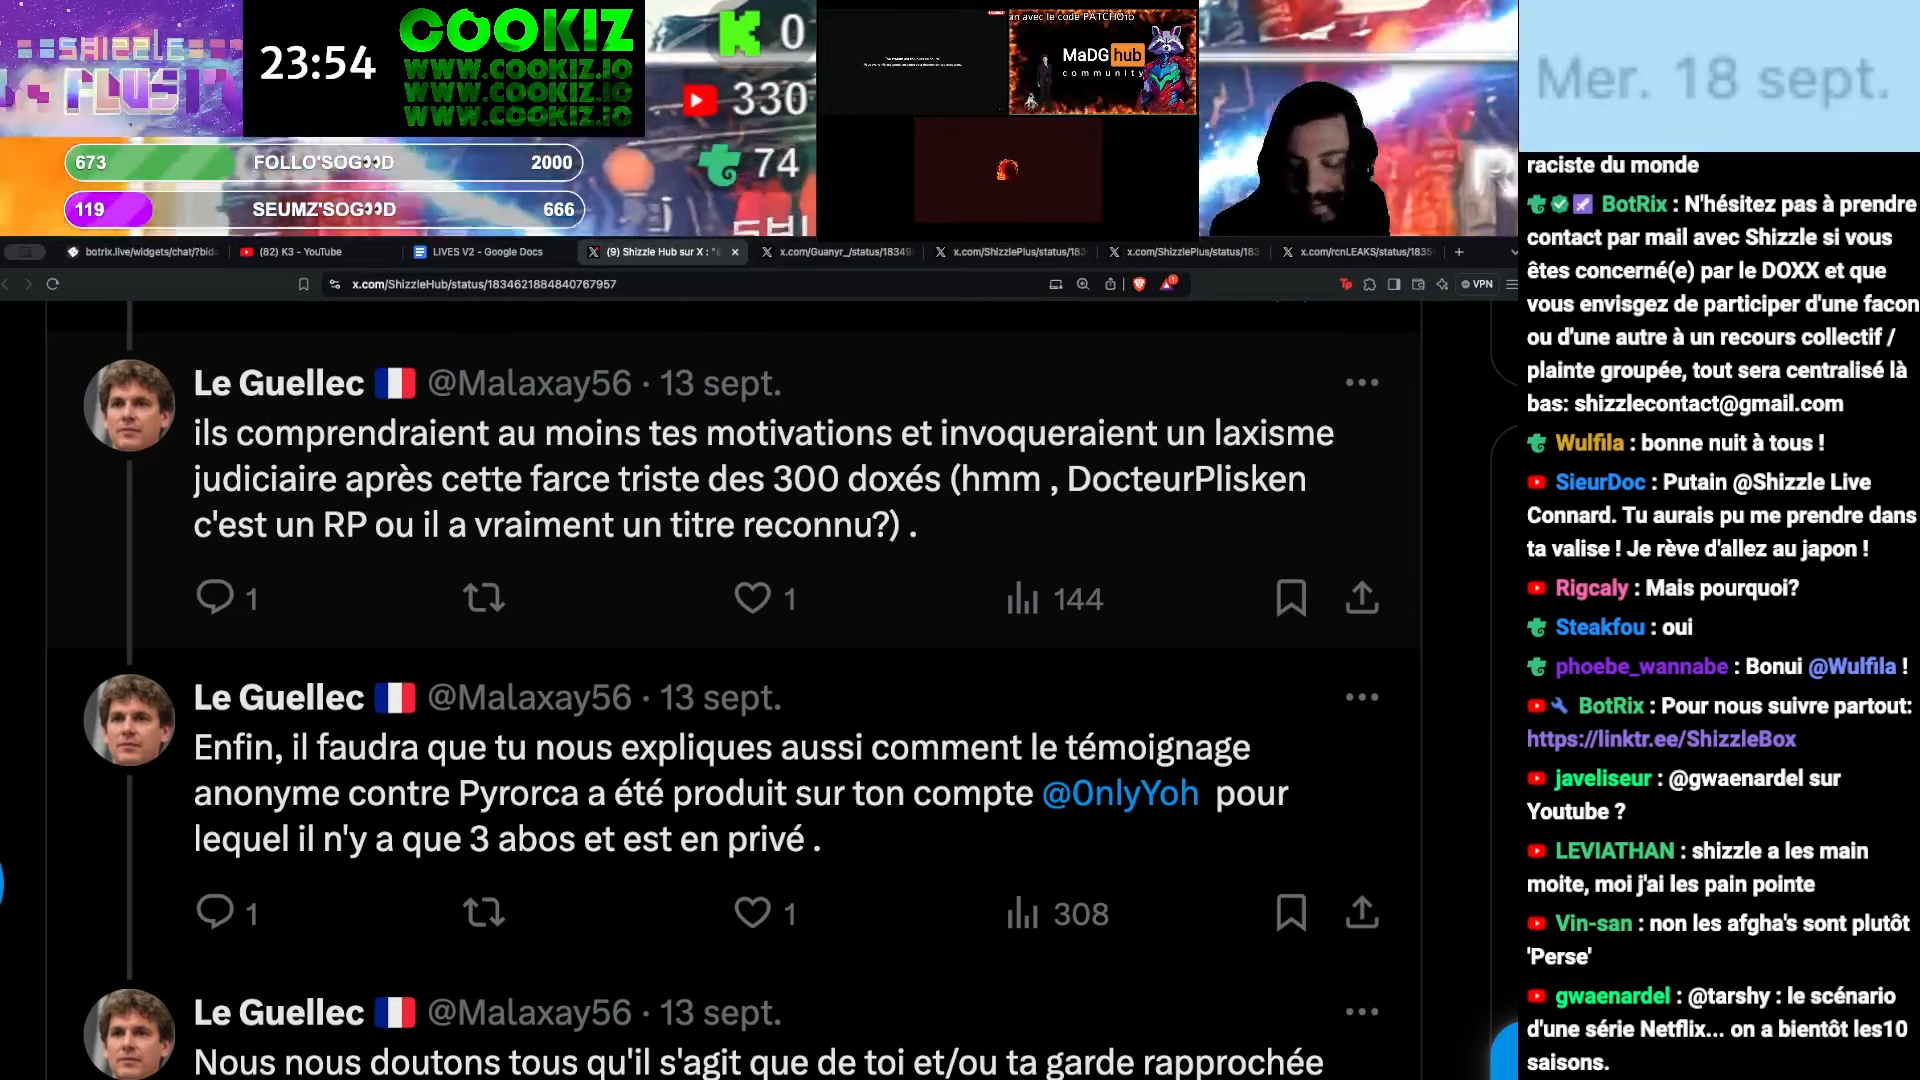 SHIZZLE
PLUS
23:54
COOKIZ
WWW.COOKIZ.IO
WWW.COOKIZ.IO
WWW.COOKIZ.IO
0
330
74
673 FOLLO'SOG👀D 2000
119 SEUMZ'SOG👀D 666
avec le code PATCHO10
MaDG hub
community
Mer. 18 sept.
botrix.live/widgets/chat/?bid=
(82) K3 - YouTube
LIVES V2 - Google Docs
(9) Shizzle Hub sur X : "@
x.com/Guanyr_/status/18349
x.com/ShizzlePlus/status/183
x.com/ShizzlePlus/status/183
x.com/rcnLEAKS/status/1835
x.com/ShizzleHub/status/1834621884840767957
VPN
Le Guellec 🇫🇷 @Malaxay56 · 13 sept.
ils comprendraient au moins tes motivations et invoqueraient un laxisme
judiciaire après cette farce triste des 300 doxés (hmm , DocteurPlisken
c'est un RP ou il a vraiment un titre reconnu?) .
1 1 144
Le Guellec 🇫🇷 @Malaxay56 · 13 sept.
Enfin, il faudra que tu nous expliques aussi comment le témoignage
anonyme contre Pyrorca a été produit sur ton compte @0nlyYoh pour
lequel il n'y a que 3 abos et est en privé .
1 1 308
Le Guellec 🇫🇷 @Malaxay56 · 13 sept.
Nous nous doutons tous qu'il s'agit que de toi et/ou ta garde rapprochée
raciste du monde
BotRix : N'hésitez pas à prendre
contact par mail avec Shizzle si vous
êtes concerné(e) par le DOXX et que
vous envisgez de participer d'une facon
ou d'une autre à un recours collectif /
plainte groupée, tout sera centralisé là
bas: shizzlecontact@gmail.com
Wulfila : bonne nuit à tous !
SieurDoc : Putain @Shizzle Live
Connard. Tu aurais pu me prendre dans
ta valise ! Je rève d'allez au japon !
Rigcaly : Mais pourquoi?
Steakfou : oui
phoebe_wannabe : Bonui @Wulfila !
BotRix : Pour nous suivre partout:
https://linktr.ee/ShizzleBox
javeliseur : @gwaenardel sur
Youtube ?
LEVIATHAN : shizzle a les main
moite, moi j'ai les pain pointe
Vin-san : non les afgha's sont plutôt
'Perse'
gwaenardel : @tarshy : le scénario
d'une série Netflix... on a bientôt les10
saisons.